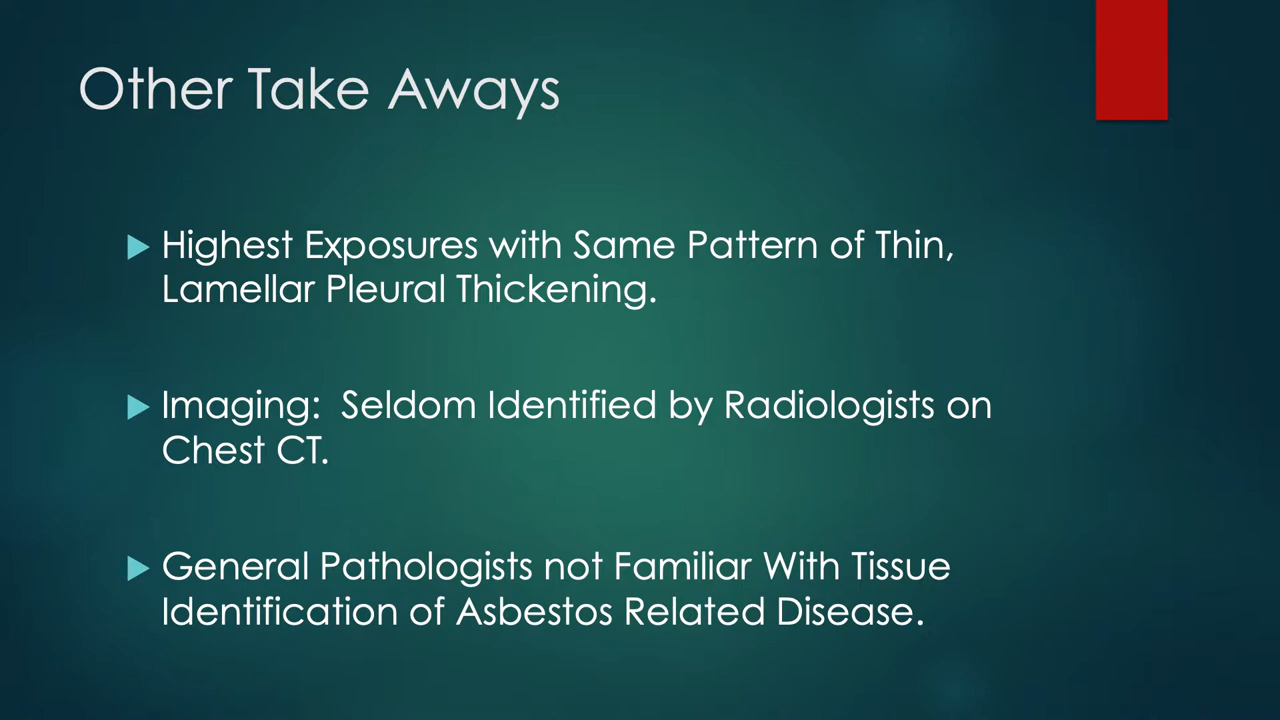 Other Take Aways
Highest Exposures with Same Pattern of Thin,
Lamellar Pleural Thickening.
Imaging:  Seldom Identified by Radiologists on
Chest CT.
General Pathologists not Familiar With Tissue
Identification of Asbestos Related Disease.